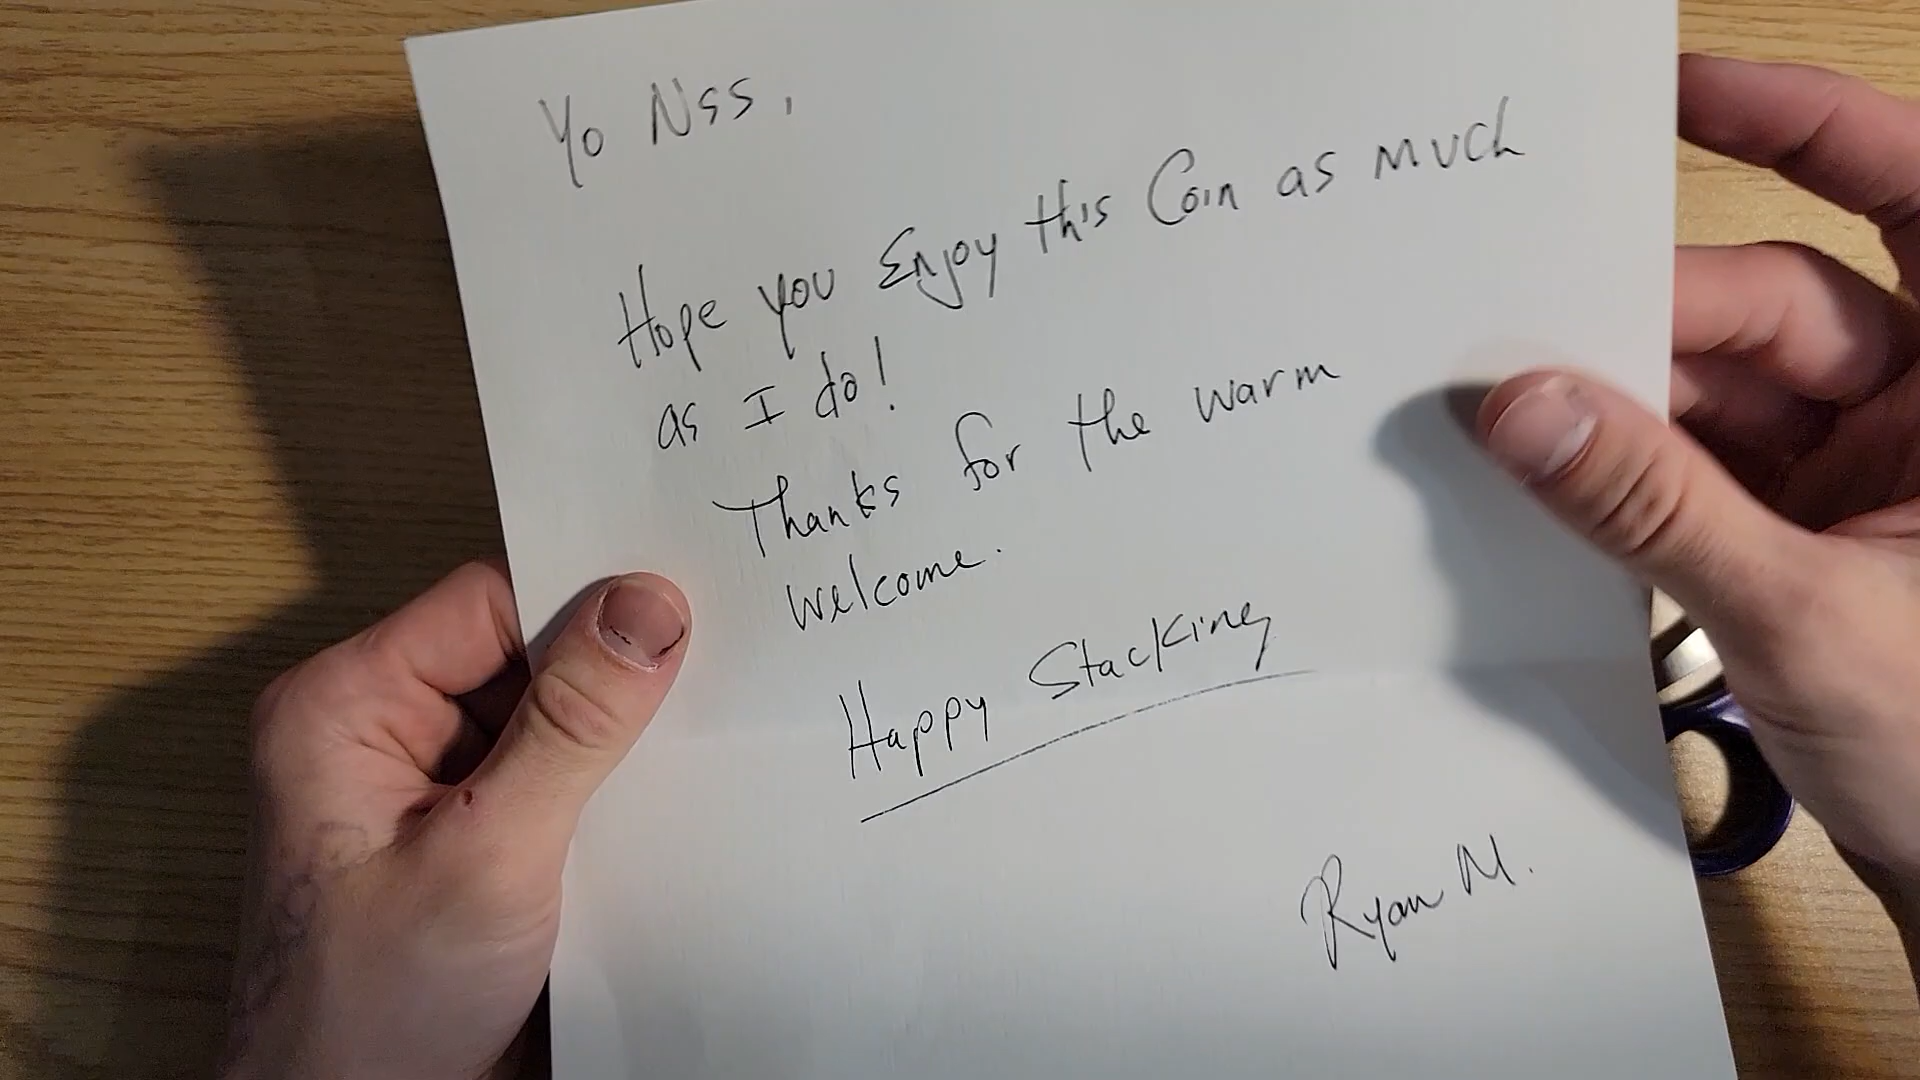 Yo Nss,
Hope you Enjoy this Coin as much
as I do!
Thanks for the warm
welcome.
Happy Stacking
Ryan M.